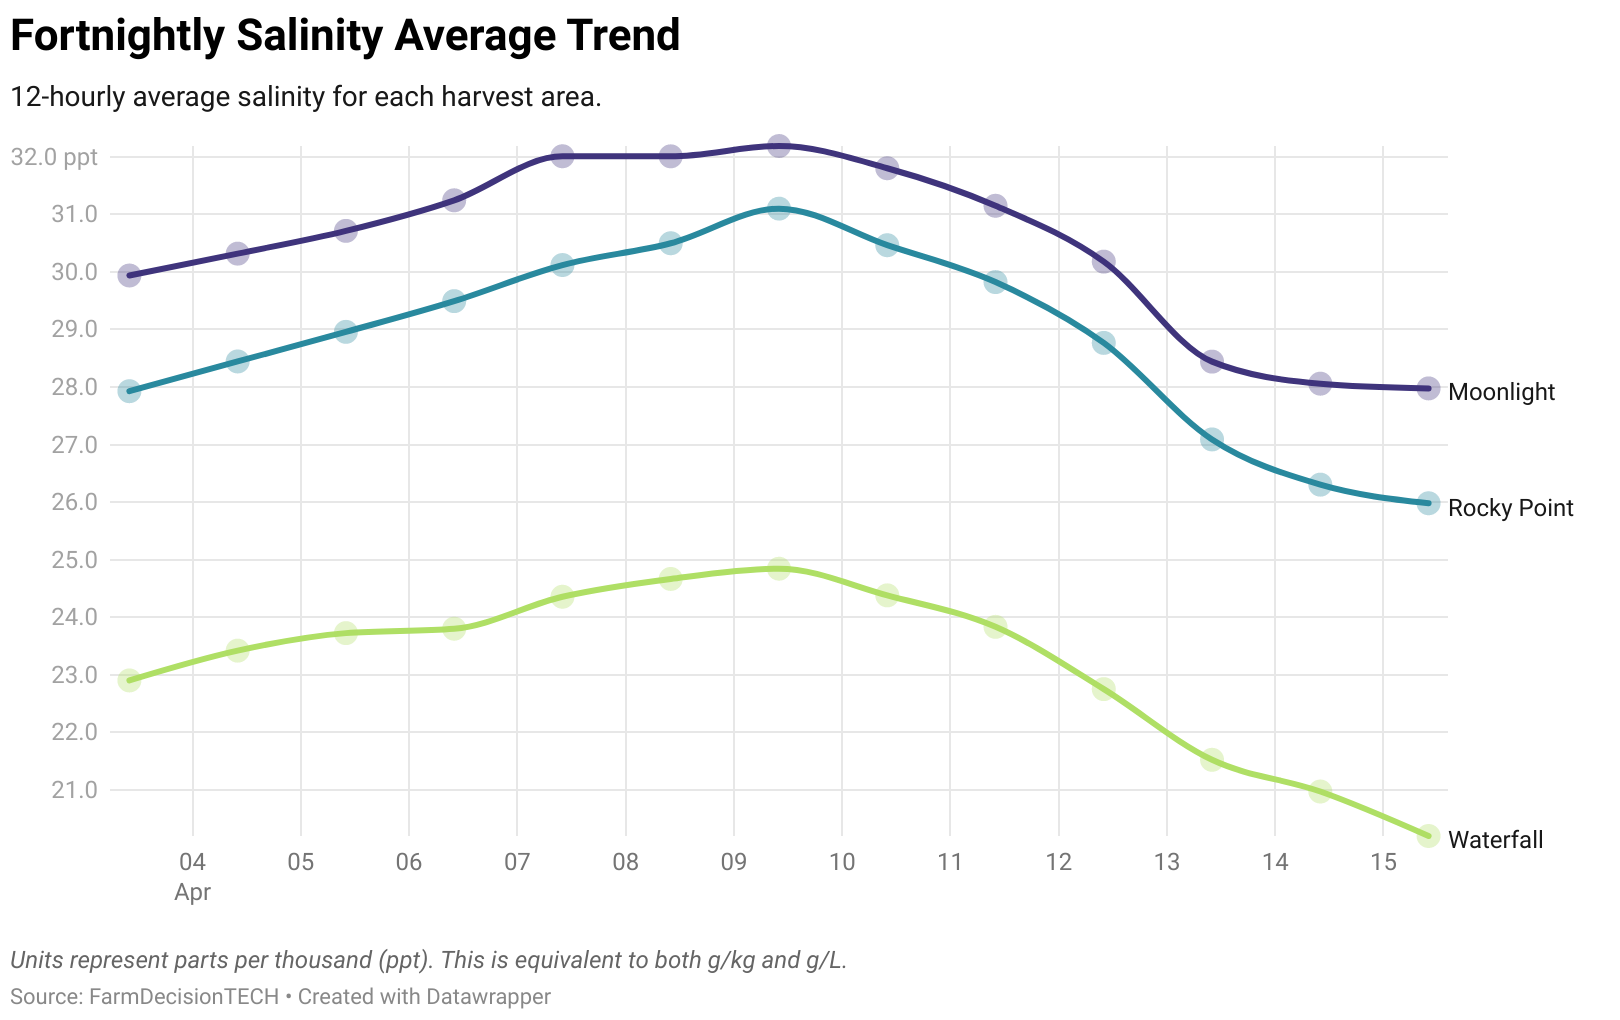 Fortnightly Salinity Average Trend
12-hourly average salinity for each harvest area.
32.0 ppt
31.0
30.0
29.0
28.0
Moonlight
27.0
26.0
Rocky Point
25.0
24.0
23.0
22.0
21.0
Waterfall
04 05 06 07 08 09 10 11 12 13 14 15
Apr
Units represent parts per thousand (ppt). This is equivalent to both g/kg and g/L.
Source: FarmDecisionTECH • Created with Datawrapper